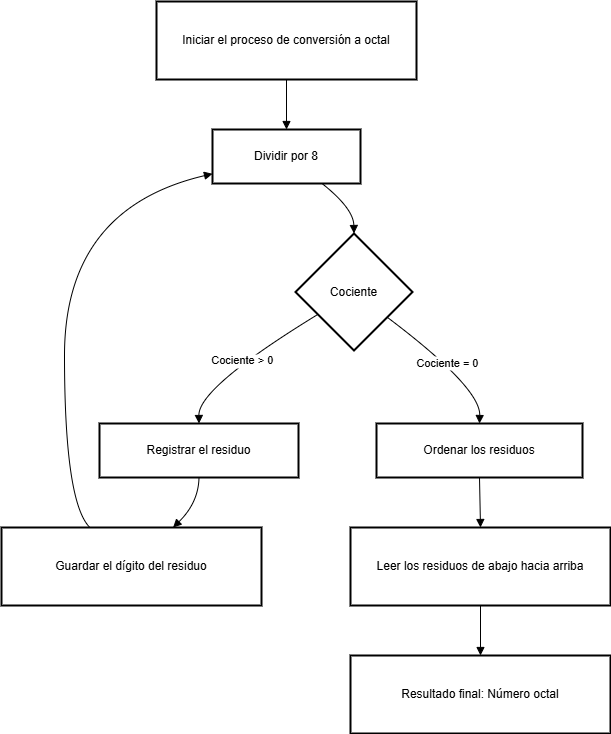 Iniciar el proceso de conversión a octal
Dividir por 8
Cociente
Cociente > 0
Cociente = 0
Registrar el residuo
Ordenar los residuos
Guardar el dígito del residuo
Leer los residuos de abajo hacia arriba
Resultado final: Número octal